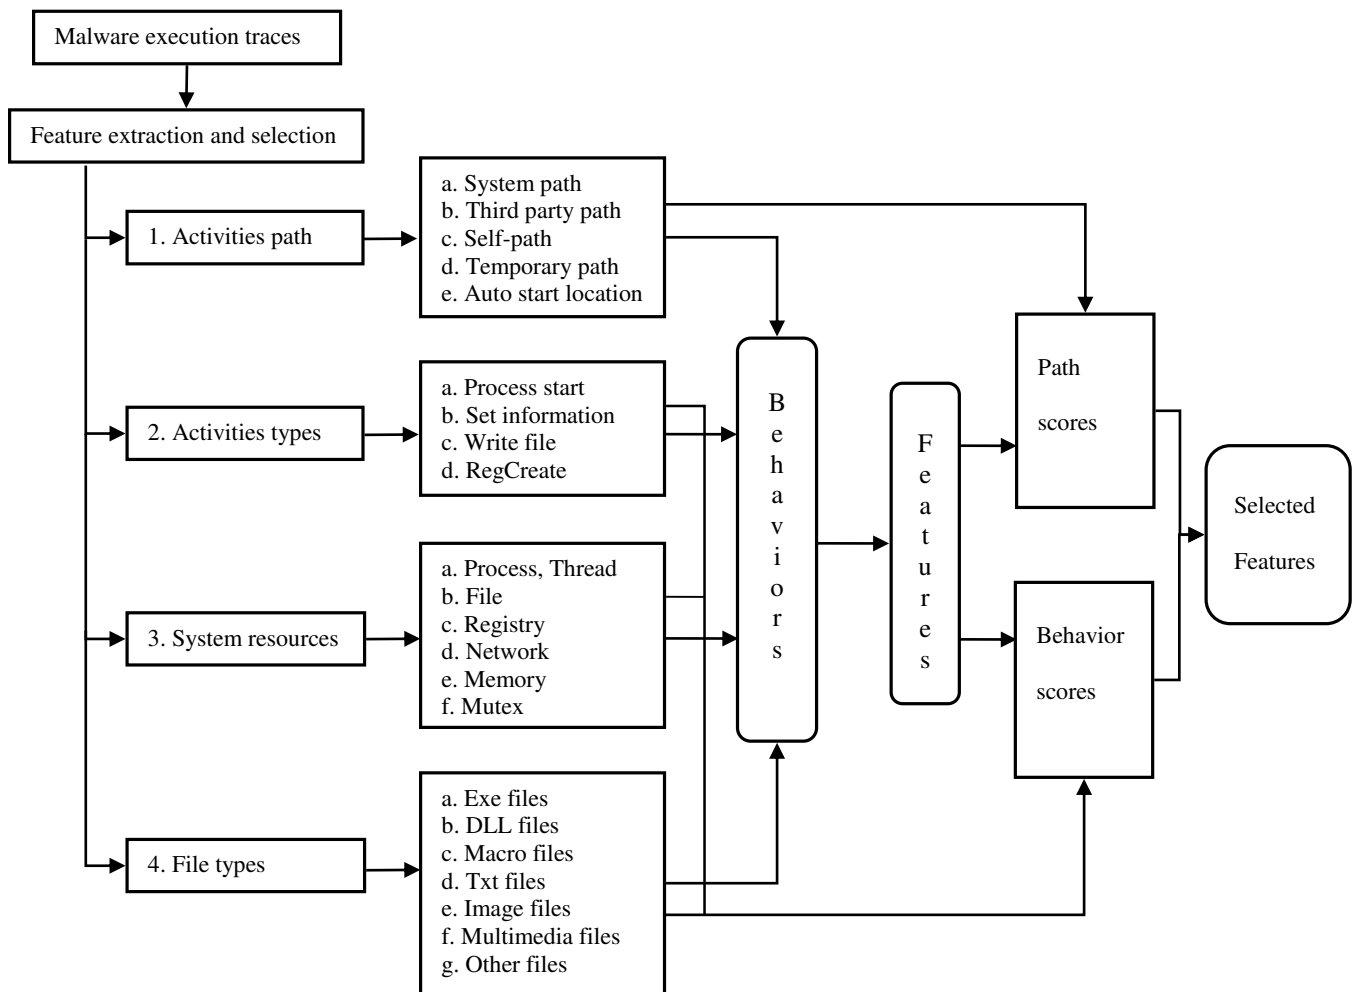 Malware execution traces
Feature extraction and selection
1. Activities path
a. System path
b. Third party path
c. Self-path
d. Temporary path
e. Auto start location
2. Activities types
a. Process start
b. Set information
c. Write file
d. RegCreate
3. System resources
a. Process, Thread
b. File
c. Registry
d. Network
e. Memory
f. Mutex
4. File types
a. Exe files
b. DLL files
c. Macro files
d. Txt files
e. Image files
f. Multimedia files
g. Other files
Behaviors
Features
Path
scores
Behavior
scores
Selected
Features